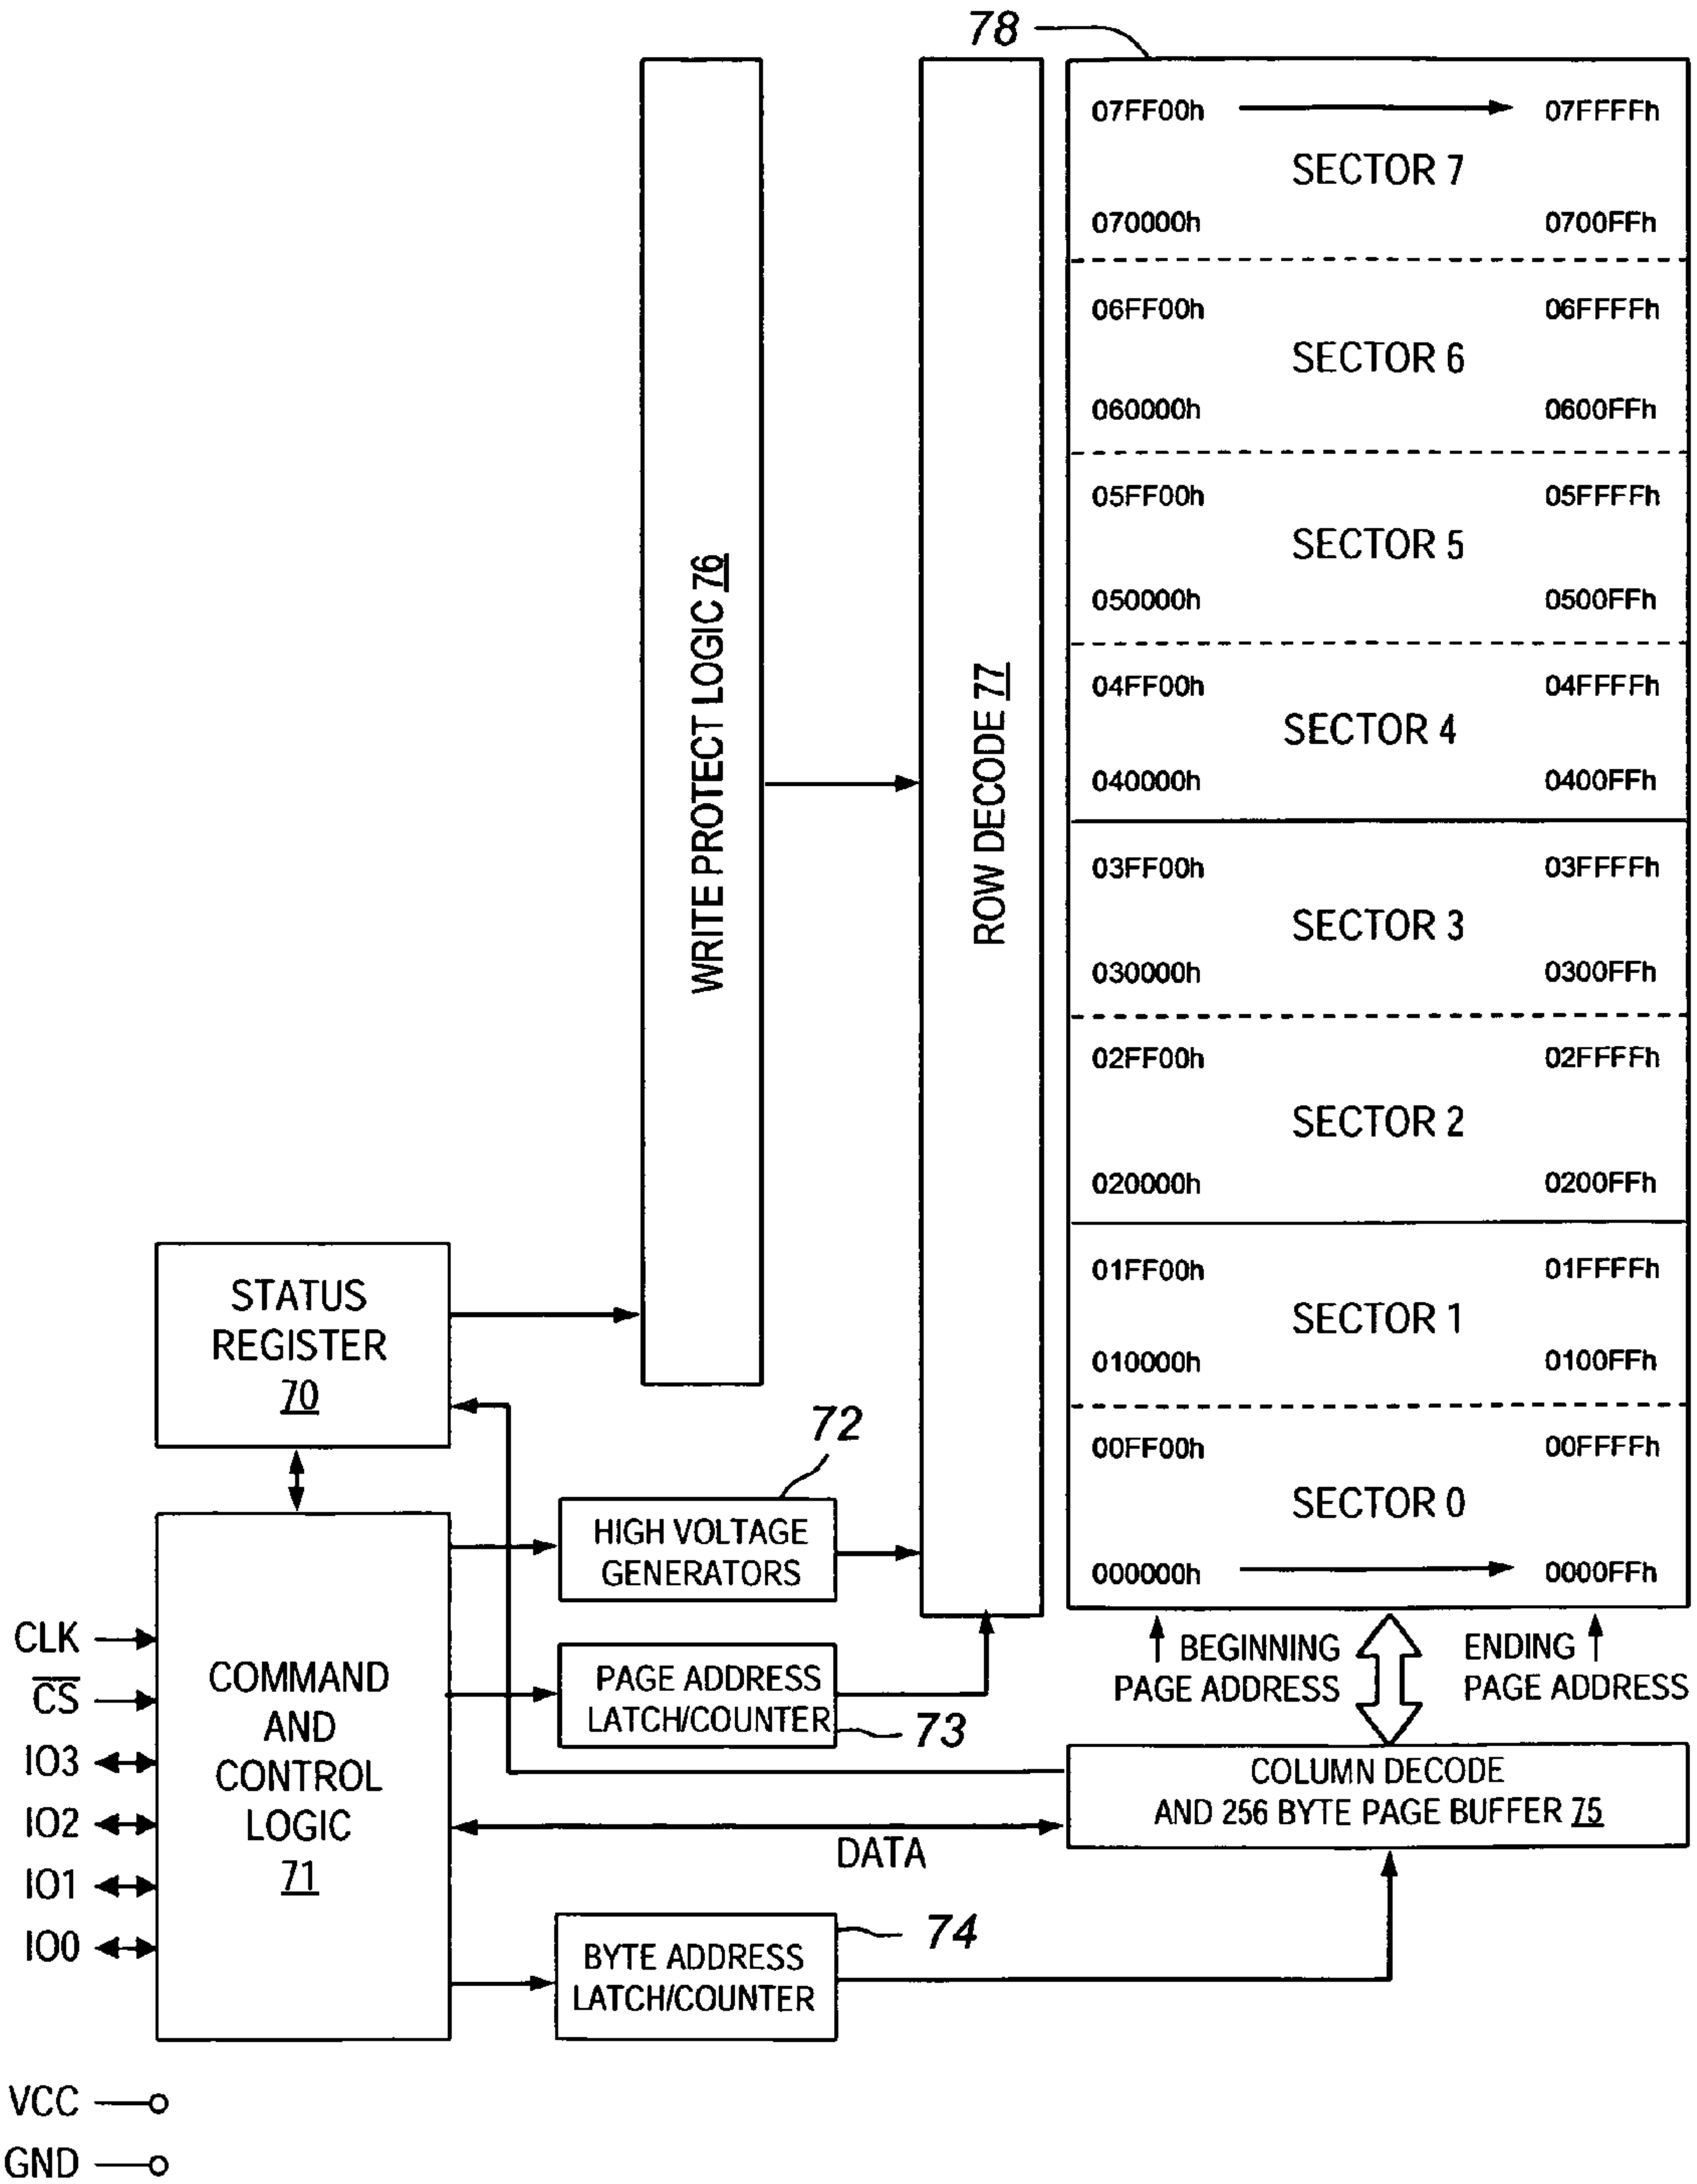 78
07FF00h 07FFFFh
SECTOR 7
070000h 0700FFh
06FF00h 06FFFFh
SECTOR 6
060000h 0600FFh
05FF00h 05FFFFh
SECTOR 5
050000h 0500FFh
04FF00h 04FFFFh
SECTOR 4
040000h 0400FFh
03FF00h 03FFFFh
SECTOR 3
030000h 0300FFh
02FF00h 02FFFFh
SECTOR 2
020000h 0200FFh
01FF00h 01FFFFh
SECTOR 1
010000h 0100FFh
00FF00h 00FFFFh
SECTOR 0
000000h 0000FFh
WRITE PROTECT LOGIC 76
ROW DECODE 77
STATUS
REGISTER
70
72
HIGH VOLTAGE
GENERATORS
PAGE ADDRESS
LATCH/COUNTER
73
BEGINNING
PAGE ADDRESS
ENDING
PAGE ADDRESS
CLK
CS
IO3
IO2
IO1
IO0
COMMAND
AND
CONTROL
LOGIC
71
COLUMN DECODE
AND 256 BYTE PAGE BUFFER 75
DATA
74
BYTE ADDRESS
LATCH/COUNTER
VCC
GND